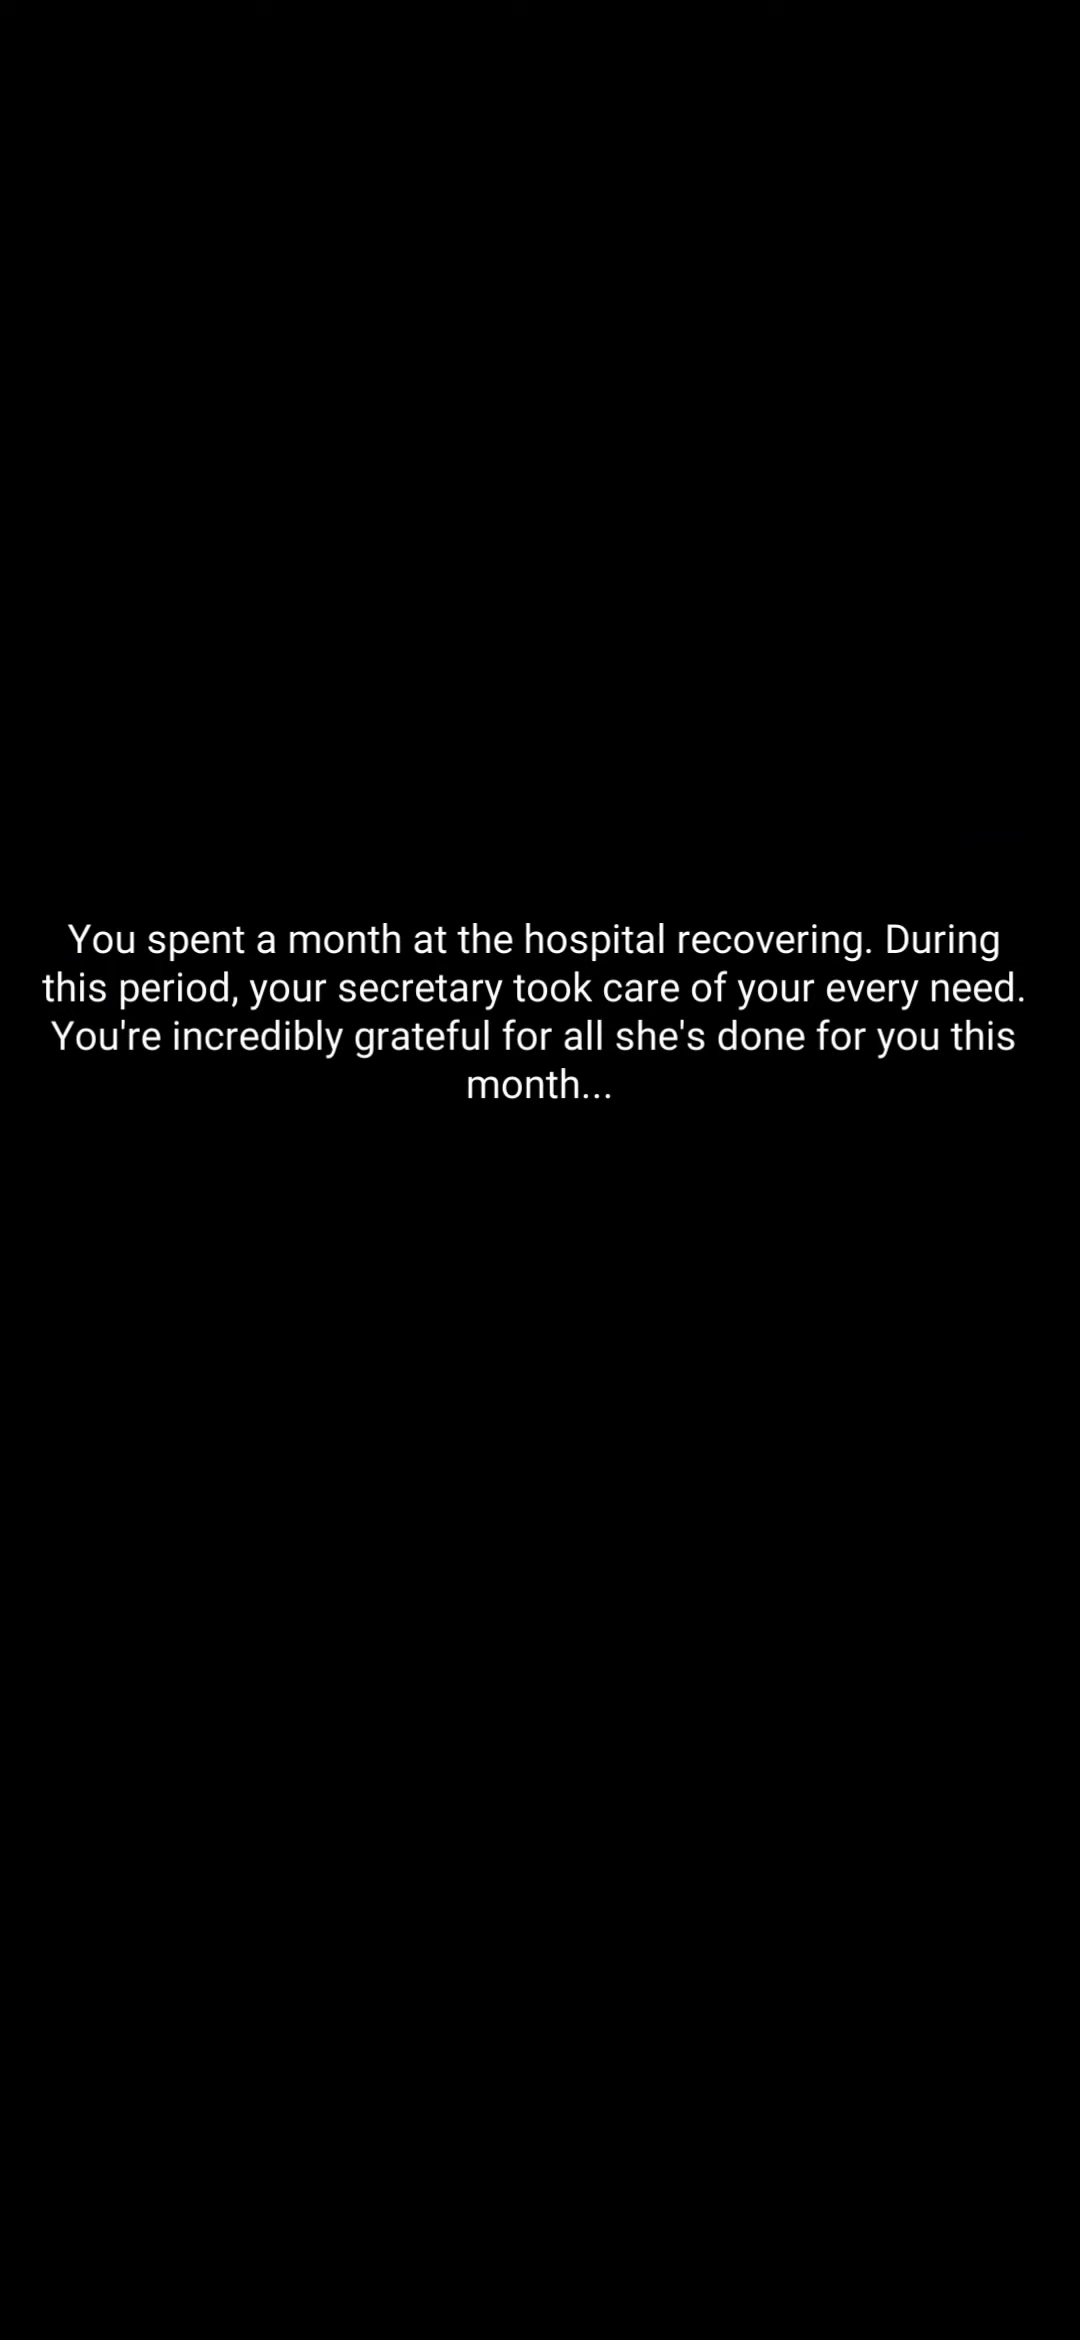 You spent a month at the hospital recovering. During
this period, your secretary took care of your every need.
You're incredibly grateful for all she's done for you this
month...